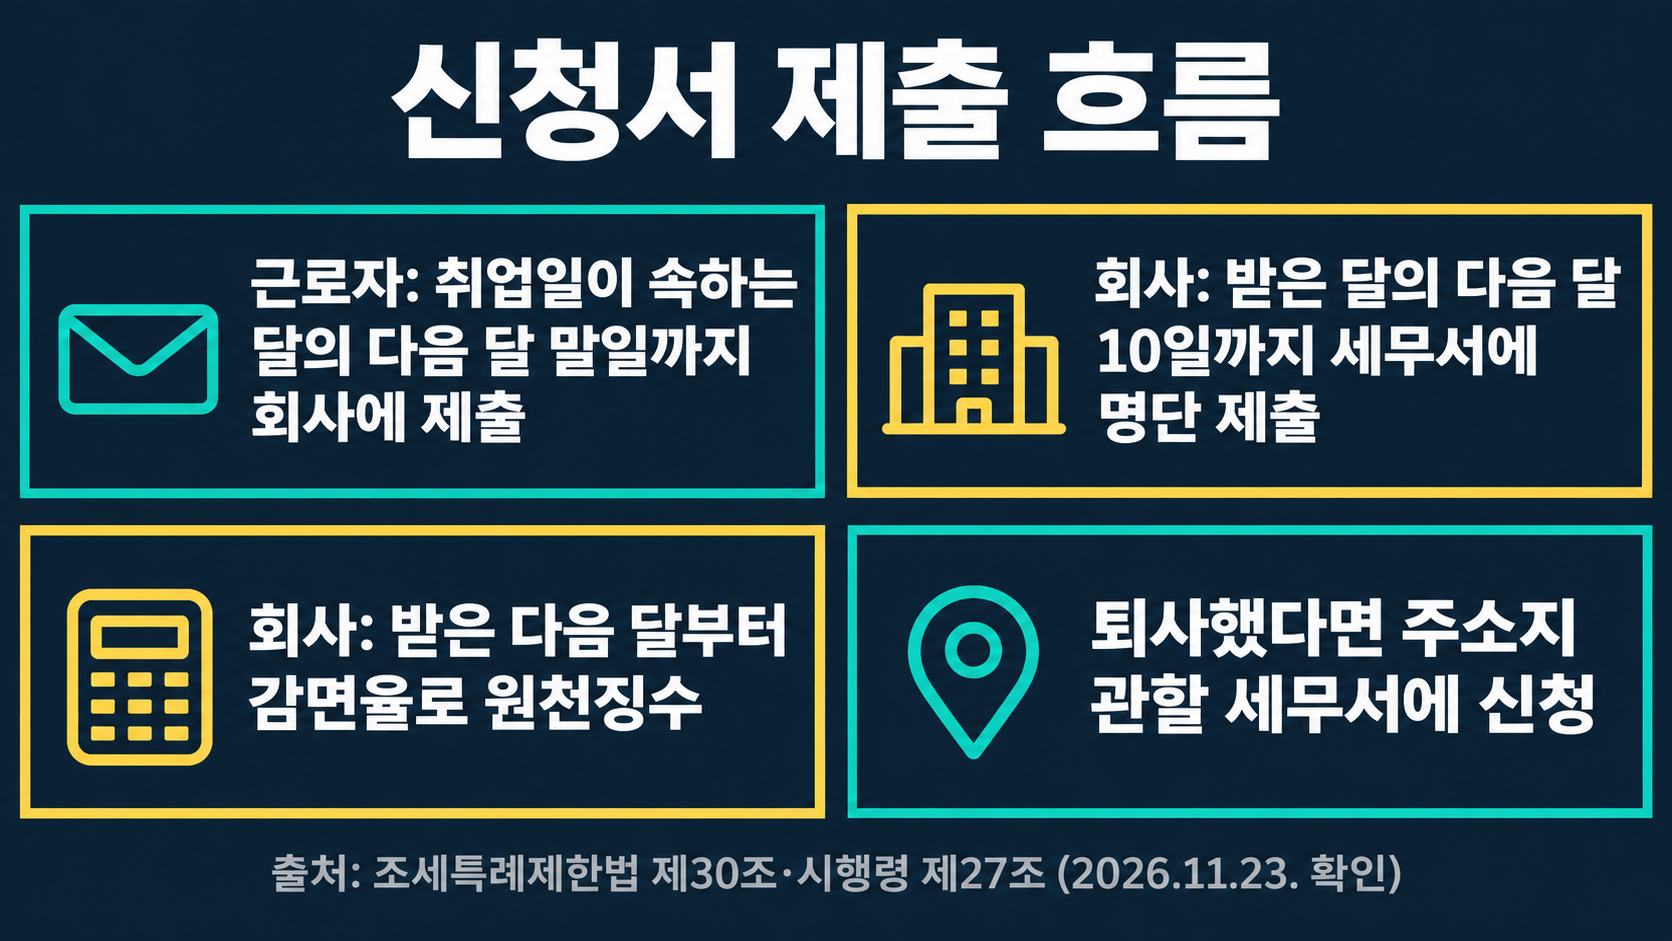 신청서 제출 흐름
근로자: 취업일이 속하는
달의 다음 달 말일까지
회사에 제출
회사: 받은 달의 다음 달
10일까지 세무서에
명단 제출
회사: 받은 다음 달부터
감면율로 원천징수
퇴사했다면 주소지
관할 세무서에 신청
출처: 조세특례제한법 제30조·시행령 제27조 (2026.11.23. 확인)